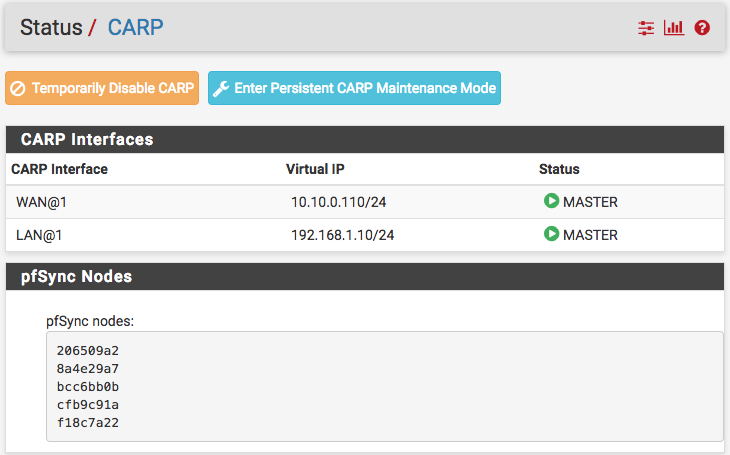 Status / CARP
Temporarily Disable CARP Enter Persistent CARP Maintenance Mode
CARP Interfaces
CARP Interface Virtual IP Status
WAN@1 10.10.0.110/24 MASTER
LAN@1 192.168.1.10/24 MASTER
pfSync Nodes
pfSync nodes:
206509a2
8a4e29a7
bcc6bb0b
cfb9c91a
f18c7a22